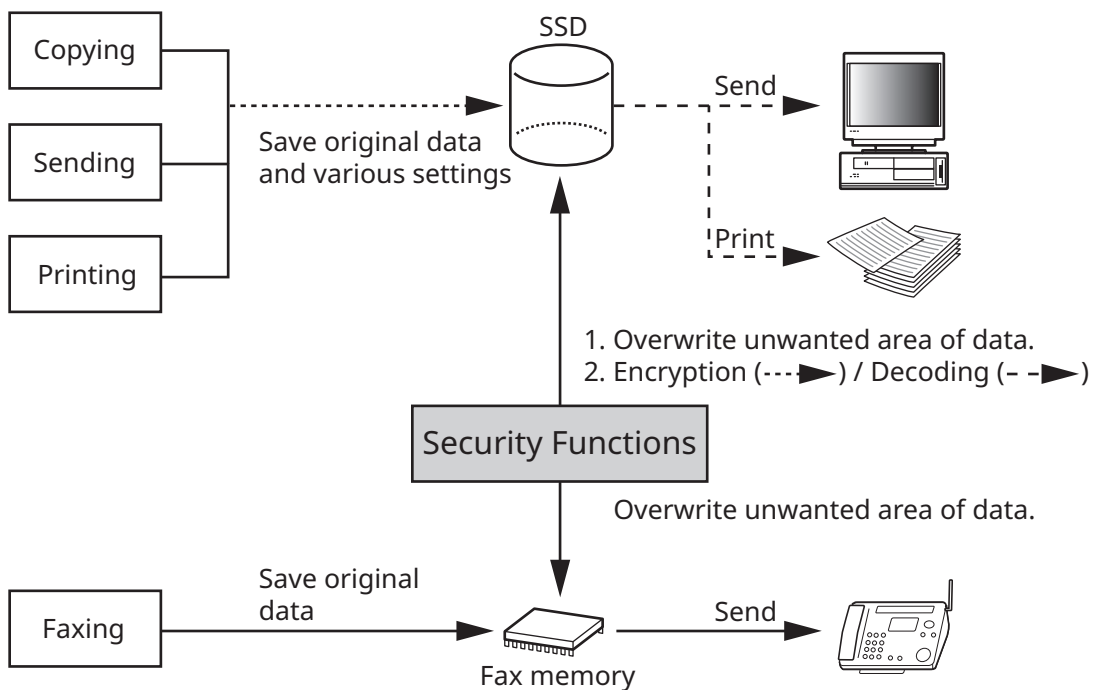 Copying
Sending
Printing
Save original data
and various settings
SSD
Send
Print
1. Overwrite unwanted area of data.
2. Encryption ( ) / Decoding ( )
Security Functions
Overwrite unwanted area of data.
Faxing
Save original
data
Fax memory
Send